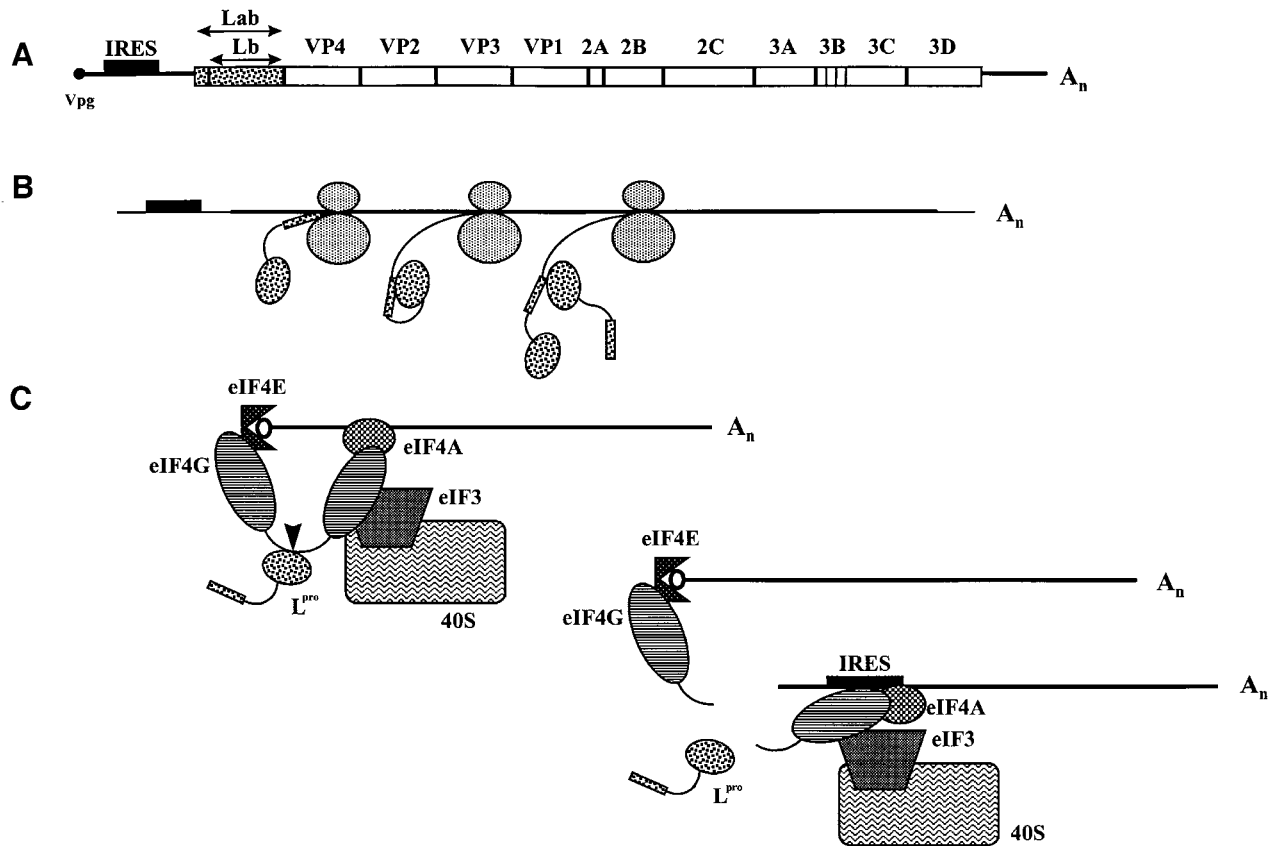 Lab
A IRES Lb VP4 VP2 VP3 VP1 2A 2B 2C 3A 3B 3C 3D
Vpg An
B
An
C eIF4E
An
eIF4G eIF4A
eIF3
Lpro
40S
eIF4E
An
eIF4G
IRES
An
eIF4A
eIF3
Lpro
40S